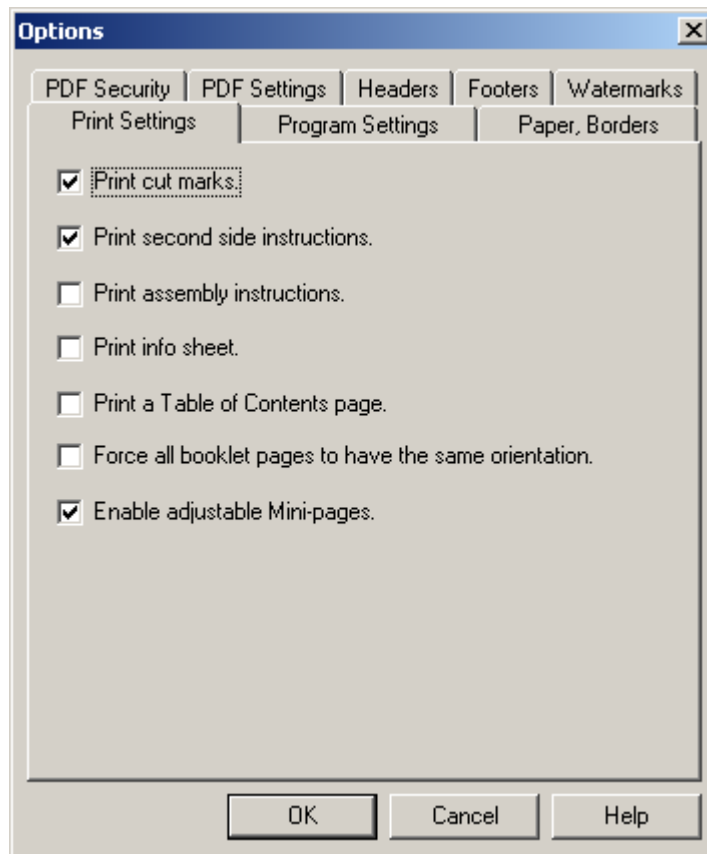 Options
PDF Security PDF Settings Headers Footers Watermarks
Print Settings Program Settings Paper, Borders
Print cut marks.
Print second side instructions.
Print assembly instructions.
Print info sheet.
Print a Table of Contents page.
Force all booklet pages to have the same orientation.
Enable adjustable Mini-pages.
OK Cancel Help